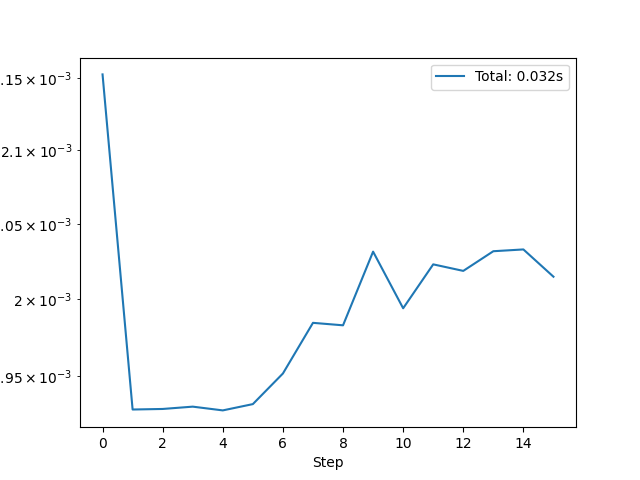 Total: 0.032s
.15 × 10⁻³
2.1 × 10⁻³
.05 × 10⁻³
2 × 10⁻³
.95 × 10⁻³
0 2 4 6 8 10 12 14
Step